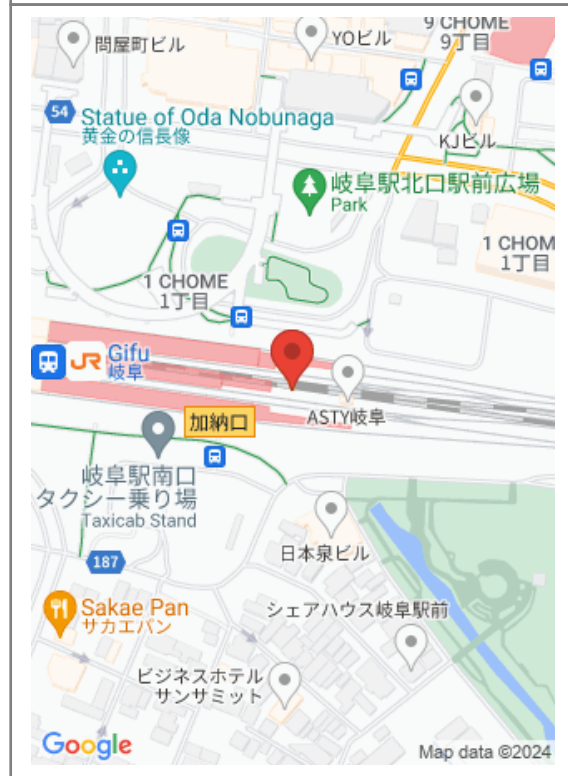 9 CHOME
9丁目
問屋町ビル
YOビル
54
Statue of Oda Nobunaga
黄金の信長像
KJビル
岐阜駅北口駅前広場
Park
1 CHOM
1丁目
1 CHOME
1丁目
JR
Gifu
岐阜
加納口
ASTY岐阜
岐阜駅南口
タクシー乗り場
Taxicab Stand
日本泉ビル
187
Sakae Pan
サカエパン
シェアハウス岐阜駅前
ビジネスホテル
サンサミット
Google
Map data ©2024